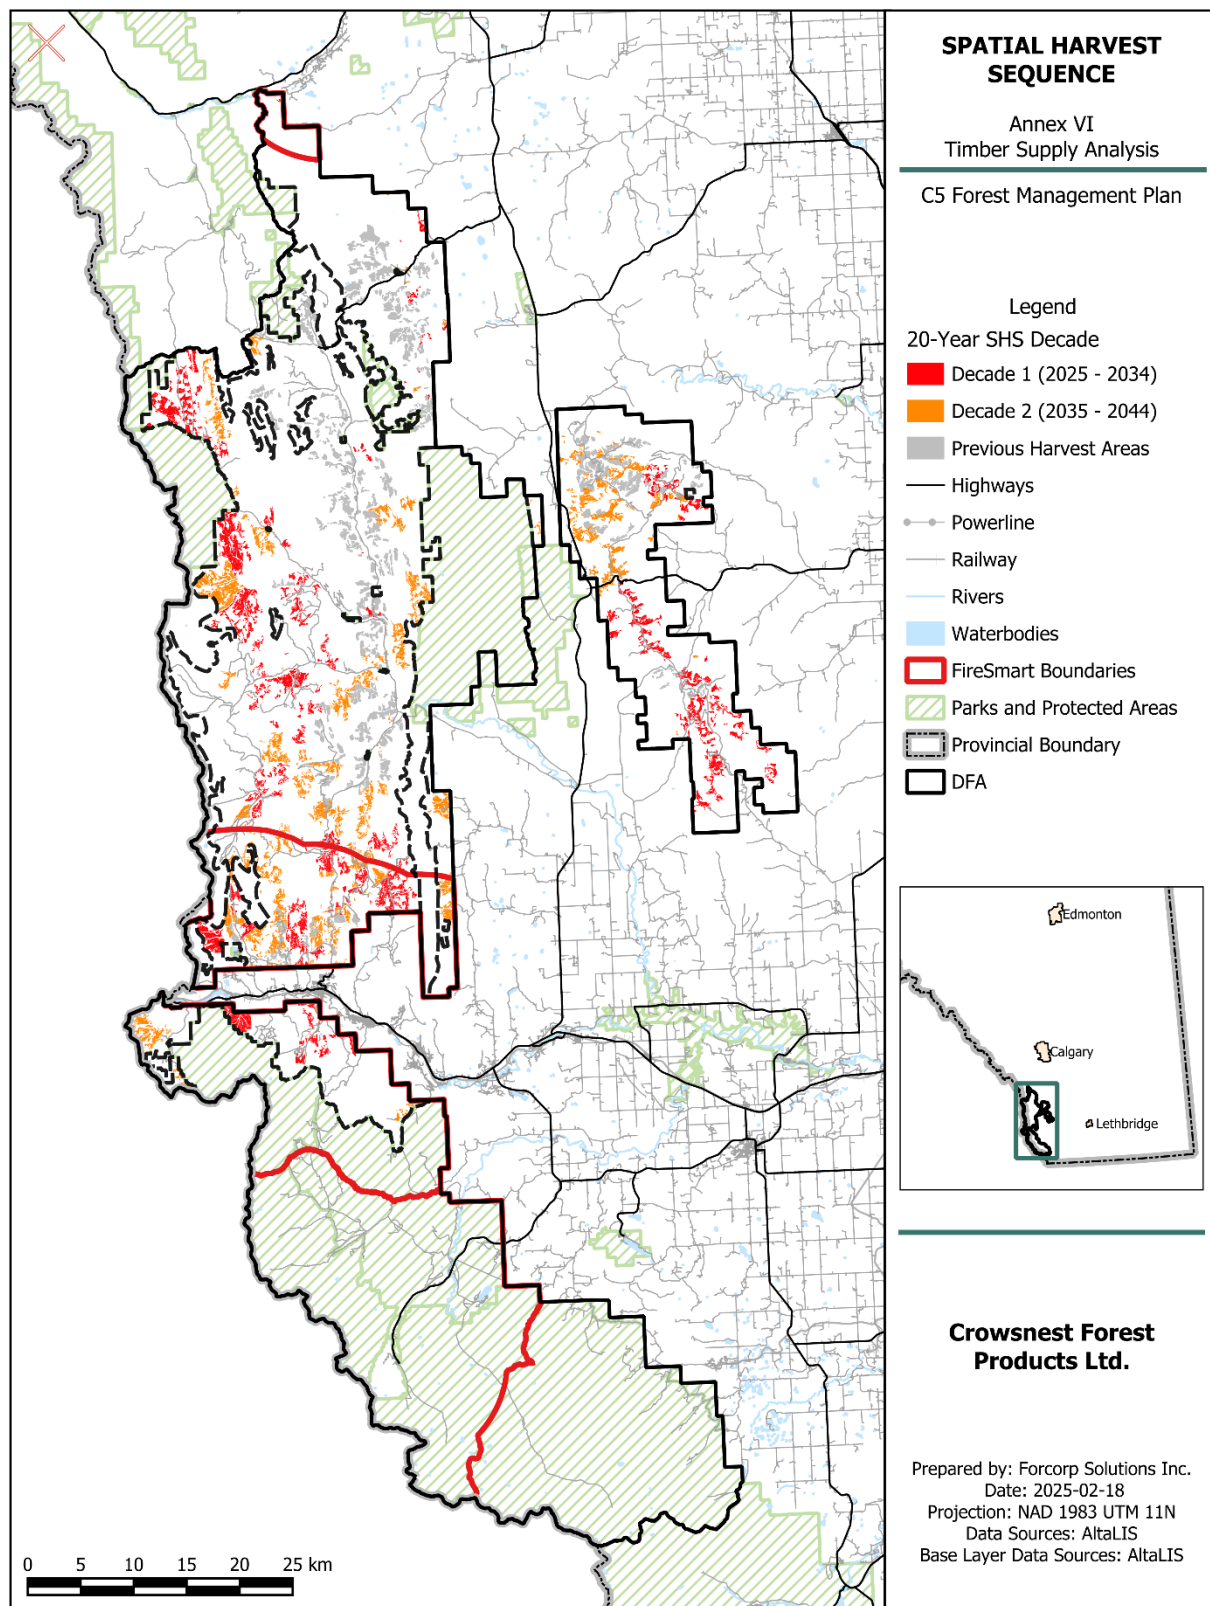 SPATIAL HARVEST
SEQUENCE
Annex VI
Timber Supply Analysis
C5 Forest Management Plan
Legend
20-Year SHS Decade
Decade 1 (2025 - 2034)
Decade 2 (2035 - 2044)
Previous Harvest Areas
Highways
Powerline
Railway
Rivers
Waterbodies
FireSmart Boundaries
Parks and Protected Areas
Provincial Boundary
DFA
Edmonton
Calgary
Lethbridge
Crowsnest Forest
Products Ltd.
Prepared by: Forcorp Solutions Inc.
Date: 2025-02-18
Projection: NAD 1983 UTM 11N
Data Sources: AltaLIS
Base Layer Data Sources: AltaLIS
0 5 10 15 20 25 km